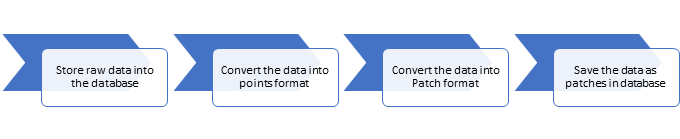 Store raw data into
the database
Convert the data into
points format
Convert the data into
Patch format
Save the data as
patches in database